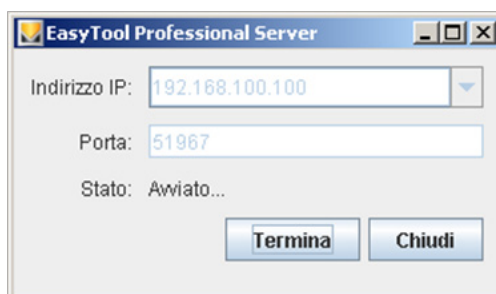 EasyTool Professional Server
Indirizzo IP: 192.168.100.100
Porta: 51967
Stato: Avviato...
Termina Chiudi